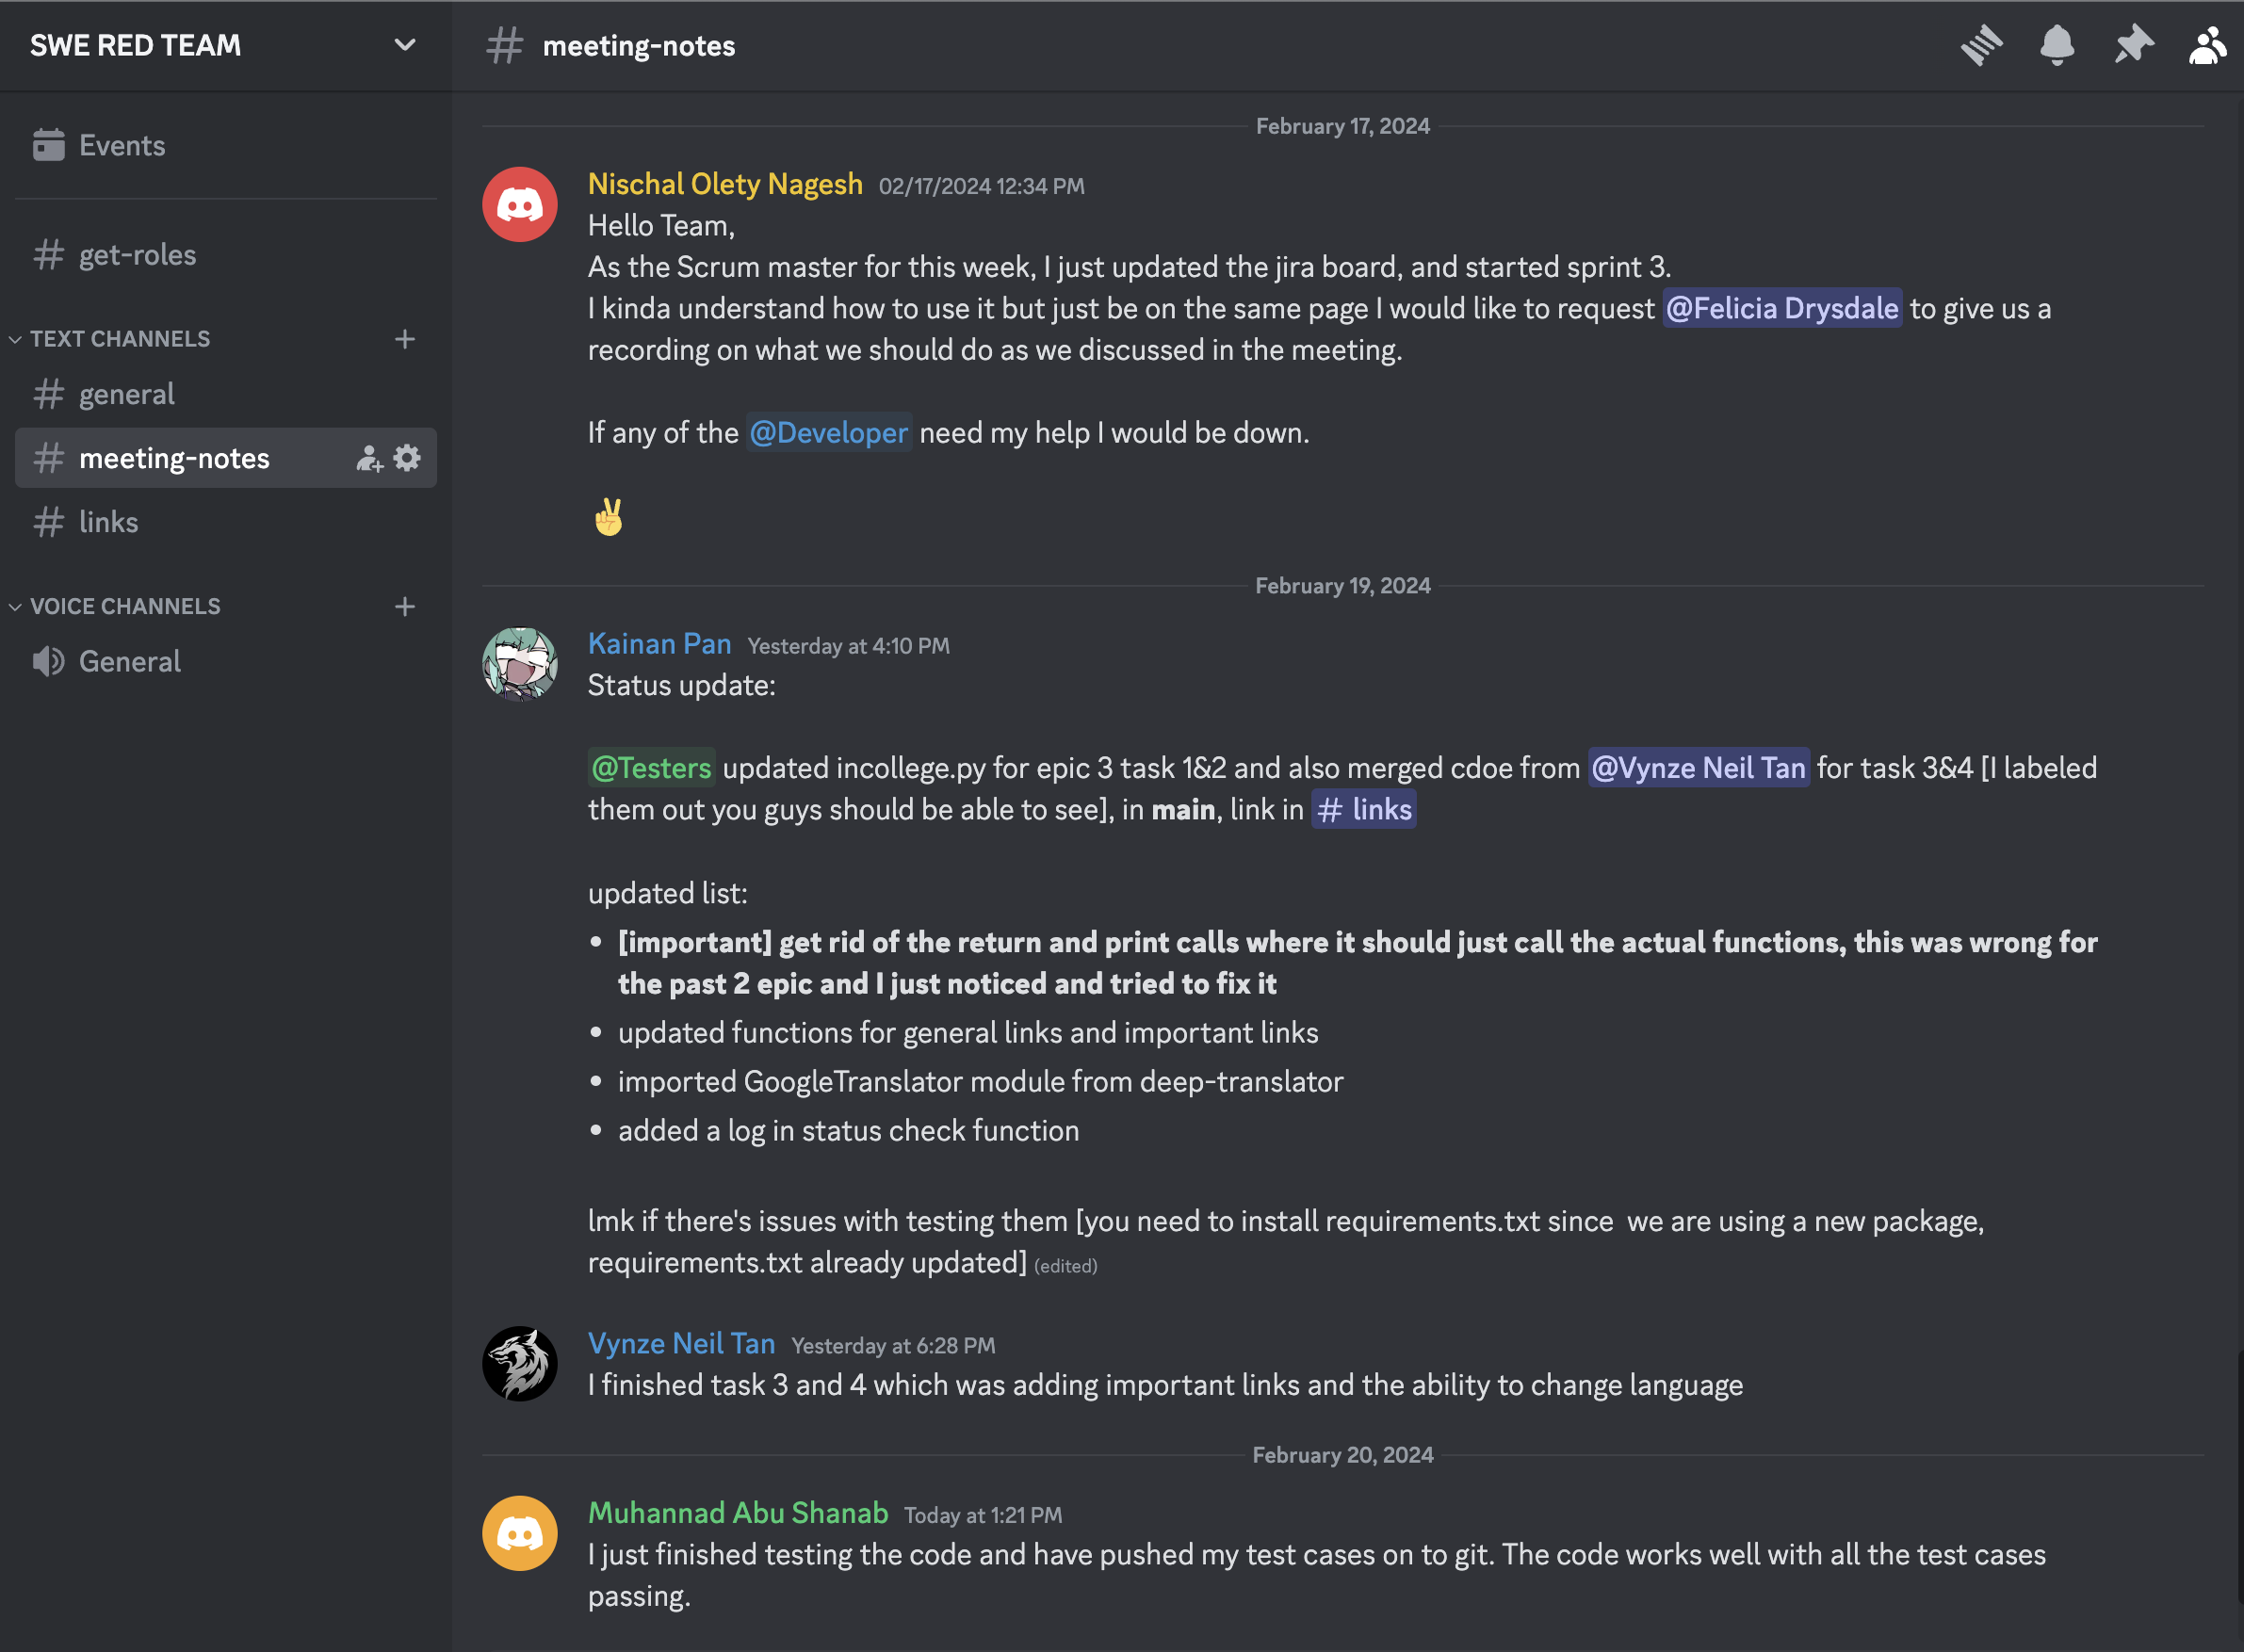 SWE RED TEAM
Events
get-roles
TEXT CHANNELS
general
meeting-notes
links
VOICE CHANNELS
General
meeting-notes
February 17, 2024
Nischal Olety Nagesh 02/17/2024 12:34 PM
Hello Team,
As the Scrum master for this week, I just updated the jira board, and started sprint 3.
I kinda understand how to use it but just be on the same page I would like to request @Felicia Drysdale to give us a
recording on what we should do as we discussed in the meeting.
If any of the @Developer need my help I would be down.
✌️
February 19, 2024
Kainan Pan Yesterday at 4:10 PM
Status update:
@Testers updated incollege.py for epic 3 task 1&2 and also merged cdoe from @Vynze Neil Tan for task 3&4 [I labeled
them out you guys should be able to see], in main, link in # links
updated list:
• [important] get rid of the return and print calls where it should just call the actual functions, this was wrong for
the past 2 epic and I just noticed and tried to fix it
• updated functions for general links and important links
• imported GoogleTranslator module from deep-translator
• added a log in status check function
lmk if there's issues with testing them [you need to install requirements.txt since  we are using a new package,
requirements.txt already updated] (edited)
Vynze Neil Tan Yesterday at 6:28 PM
I finished task 3 and 4 which was adding important links and the ability to change language
February 20, 2024
Muhannad Abu Shanab Today at 1:21 PM
I just finished testing the code and have pushed my test cases on to git. The code works well with all the test cases
passing.